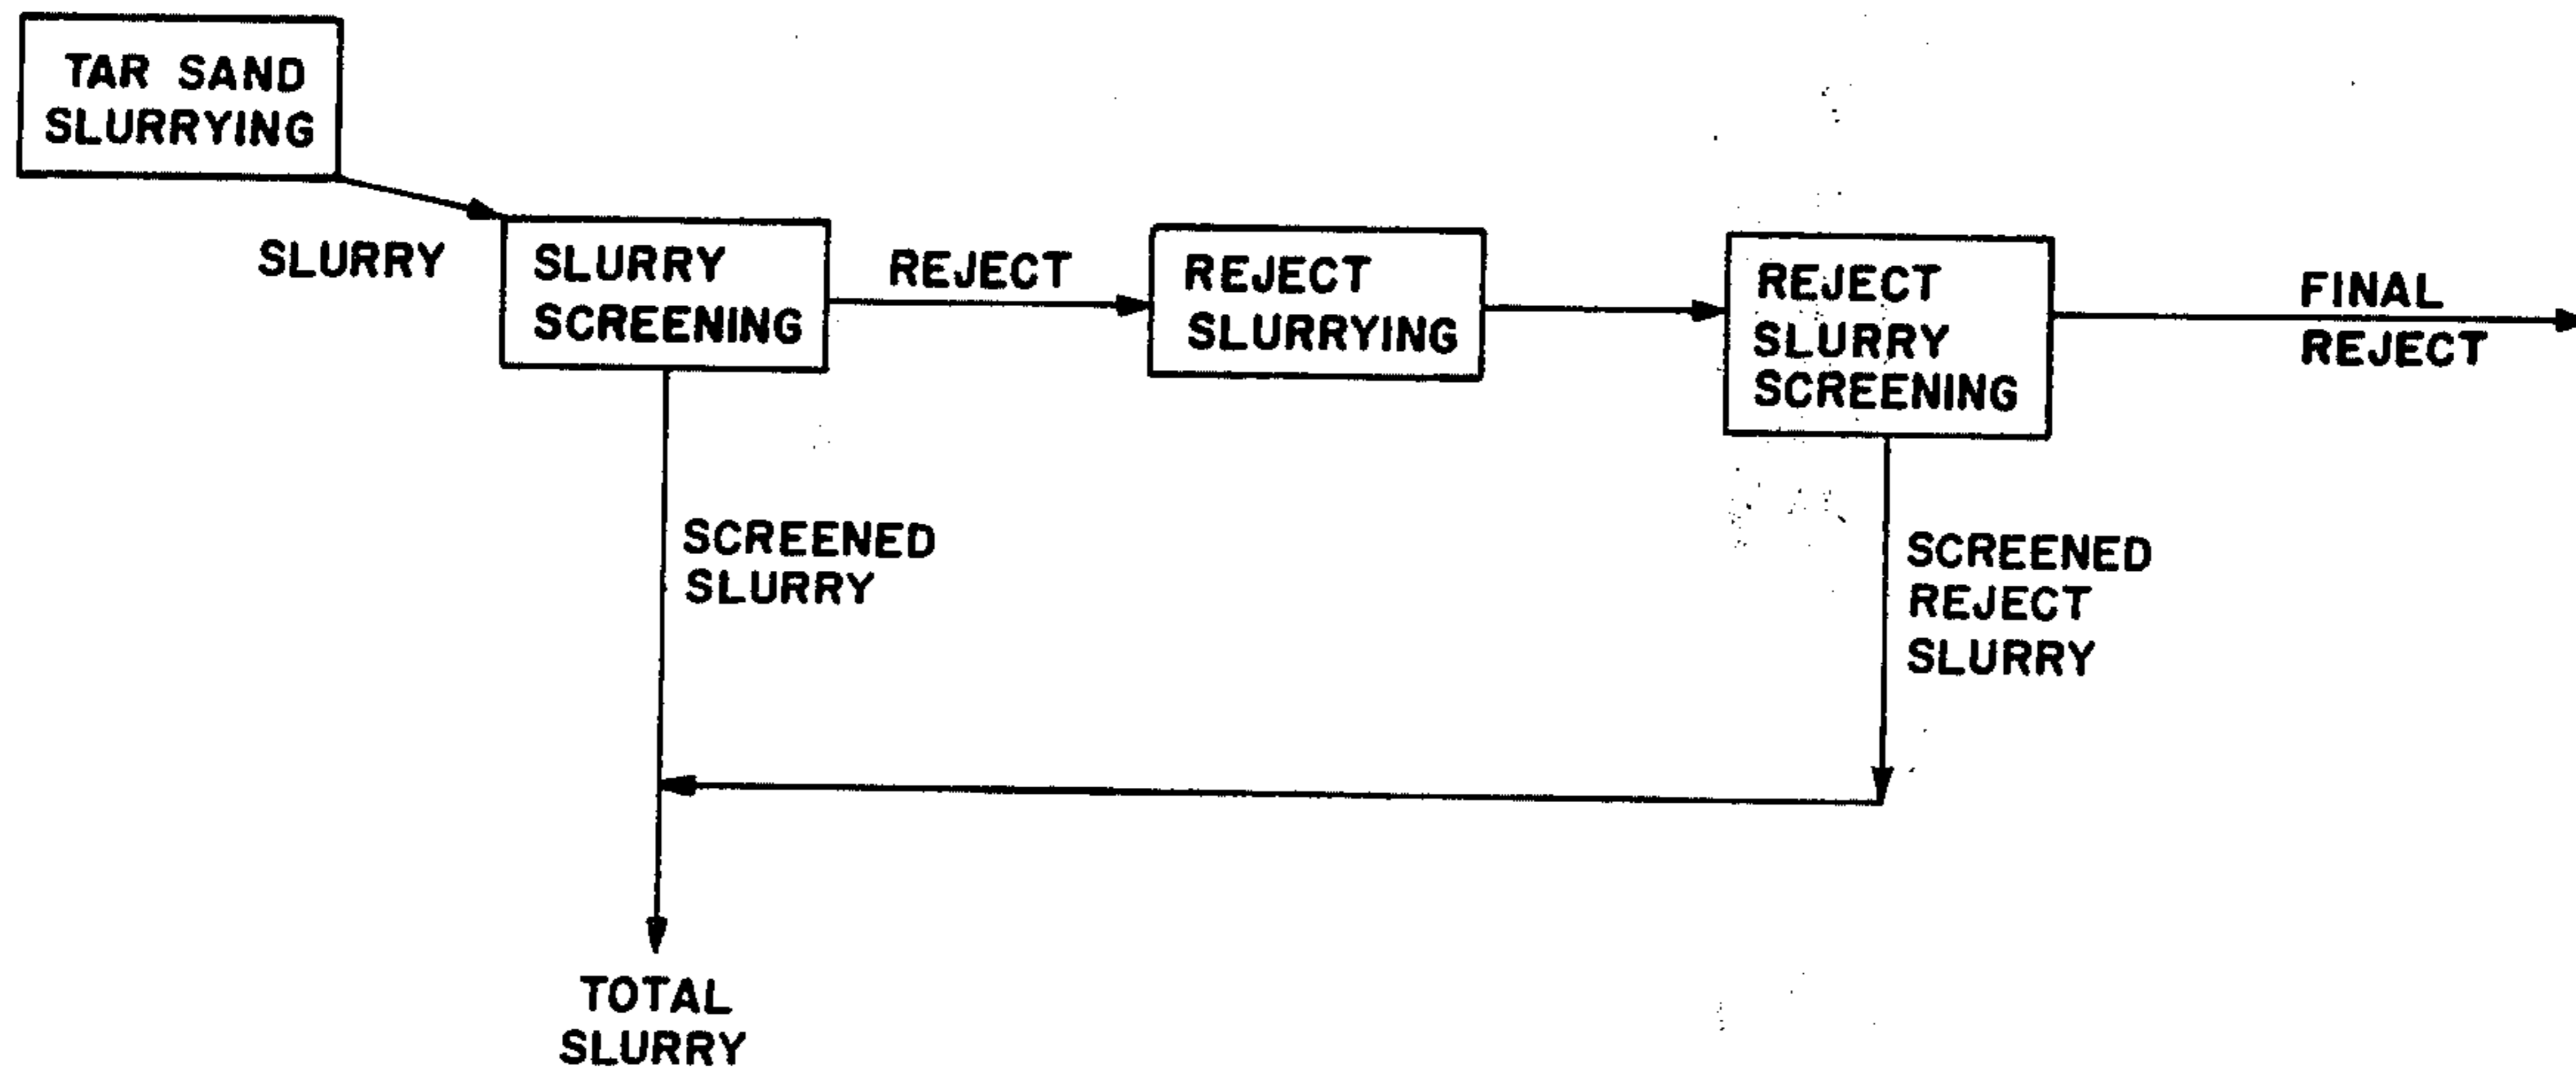 TAR SAND
SLURRYING
SLURRY
SLURRY
SCREENING
REJECT
REJECT
SLURRYING
REJECT
SLURRY
SCREENING
FINAL
REJECT
SCREENED
SLURRY
SCREENED
REJECT
SLURRY
TOTAL
SLURRY